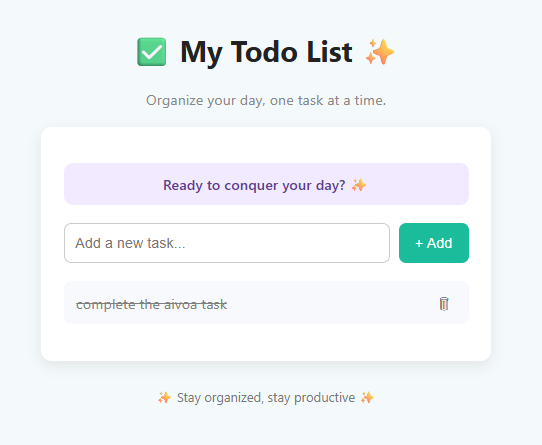 ✅ My Todo List ✨
Organize your day, one task at a time.
Ready to conquer your day? ✨
Add a new task...
+ Add
complete the aivoa task
✨ Stay organized, stay productive ✨